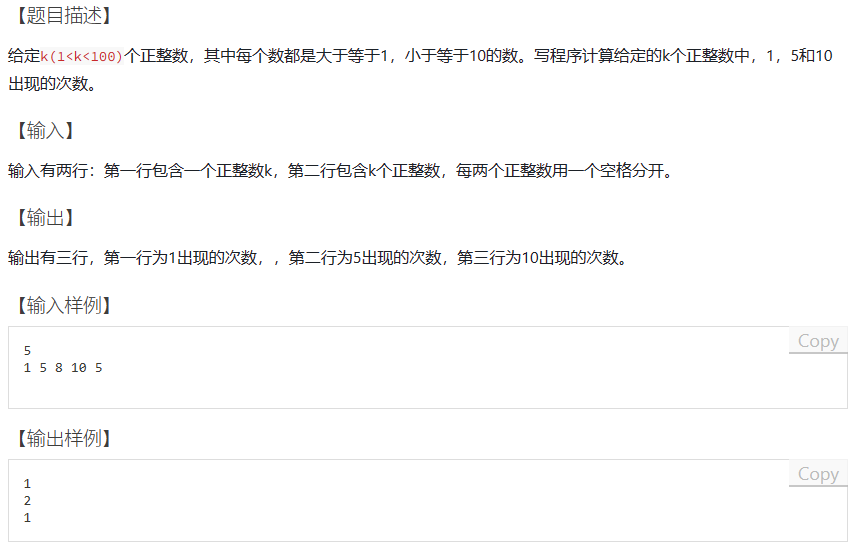 【题目描述】
给定k(1<k<100)个正整数，其中每个数都是大于等于1，小于等于10的数。写程序计算给定的k个正整数中，1，5和10
出现的次数。
【输入】
输入有两行：第一行包含一个正整数k，第二行包含k个正整数，每两个正整数用一个空格分开。
【输出】
输出有三行，第一行为1出现的次数，，第二行为5出现的次数，第三行为10出现的次数。
【输入样例】
Copy
5
1 5 8 10 5
【输出样例】
Copy
1
2
1